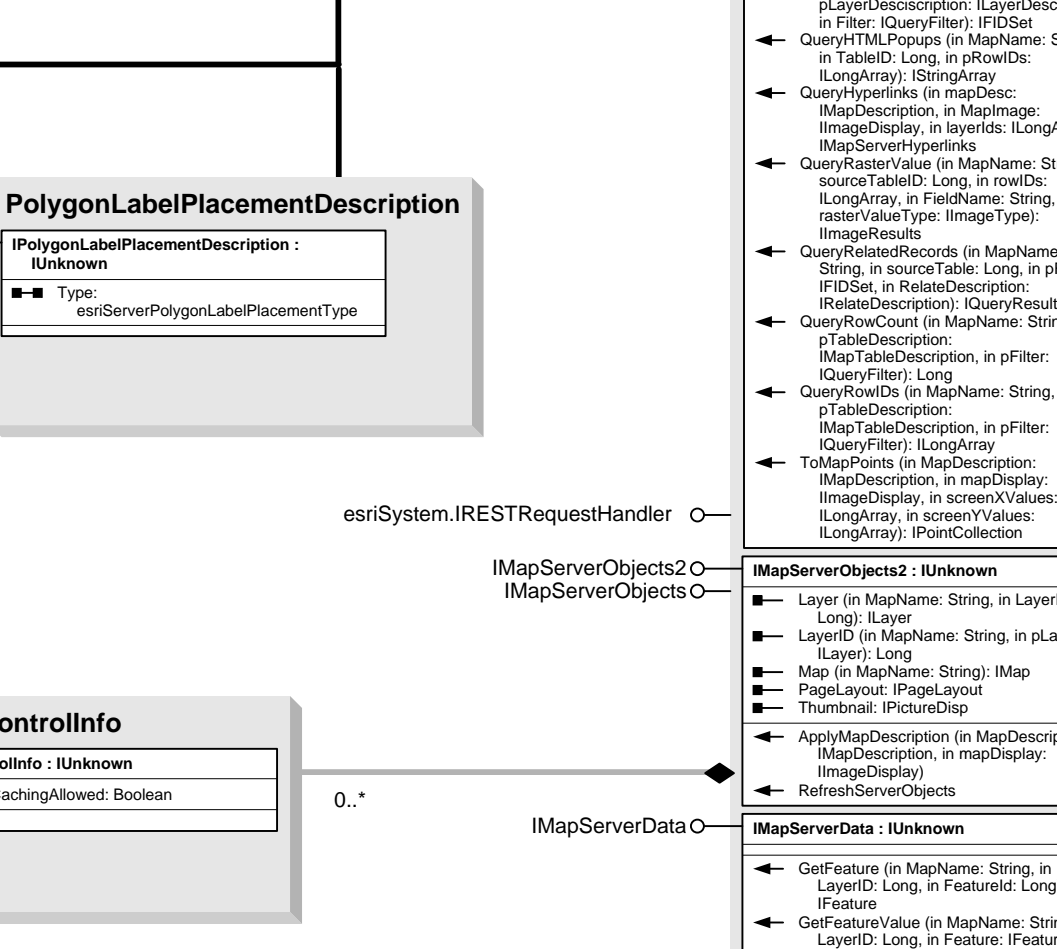 pLayerDesciscription: ILayerDesc
in Filter: IQueryFilter): IFIDSet
QueryHTMLPopups (in MapName: S
in TableID: Long, in pRowIDs:
ILongArray): IStringArray
QueryHyperlinks (in mapDesc:
IMapDescription, in MapImage:
IImageDisplay, in layerIds: ILongA
IMapServerHyperlinks
QueryRasterValue (in MapName: St
sourceTableID: Long, in rowIDs:
ILongArray, in FieldName: String,
rasterValueType: IImageType):
IImageResults
QueryRelatedRecords (in MapName
String, in sourceTable: Long, in pF
IFIDSet, in RelateDescription:
IRelateDescription): IQueryResult
QueryRowCount (in MapName: Strin
pTableDescription:
IMapTableDescription, in pFilter:
IQueryFilter): Long
QueryRowIDs (in MapName: String,
pTableDescription:
IMapTableDescription, in pFilter:
IQueryFilter): ILongArray
ToMapPoints (in MapDescription:
IMapDescription, in mapDisplay:
IImageDisplay, in screenXValues:
ILongArray, in screenYValues:
ILongArray): IPointCollection
PolygonLabelPlacementDescription
IPolygonLabelPlacementDescription :
IUnknown
Type:
esriServerPolygonLabelPlacementType
esriSystem.IRESTRequestHandler
IMapServerObjects2
IMapServerObjects
IMapServerObjects2 : IUnknown
Layer (in MapName: String, in LayerI
Long): ILayer
LayerID (in MapName: String, in pLa
ILayer): Long
Map (in MapName: String): IMap
PageLayout: IPageLayout
Thumbnail: IPictureDisp
ApplyMapDescription (in MapDescrip
IMapDescription, in mapDisplay:
IImageDisplay)
RefreshServerObjects
ontrolInfo
olInfo : IUnknown
CachingAllowed: Boolean
0..*
IMapServerData
IMapServerData : IUnknown
GetFeature (in MapName: String, in
LayerID: Long, in FeatureId: Long
IFeature
GetFeatureValue (in MapName: Strin
LayerID: Long, in Feature: IFeatur